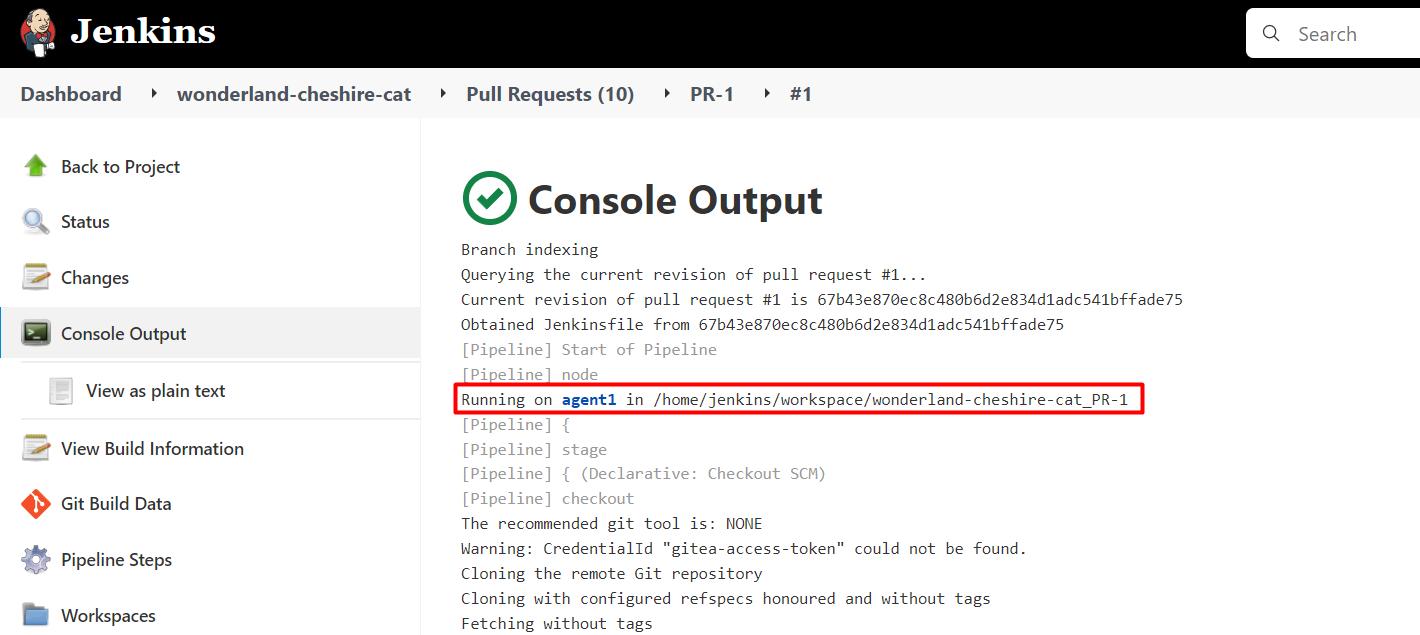 Jenkins
Search
Dashboard wonderland-cheshire-cat Pull Requests (10) PR-1 #1
Back to Project
Status
Changes
Console Output
View as plain text
View Build Information
Git Build Data
Pipeline Steps
Workspaces
Console Output
Branch indexing
Querying the current revision of pull request #1...
Current revision of pull request #1 is 67b43e870ec8c480b6d2e834d1adc541bffade75
Obtained Jenkinsfile from 67b43e870ec8c480b6d2e834d1adc541bffade75
[Pipeline] Start of Pipeline
[Pipeline] node
Running on agent1 in /home/jenkins/workspace/wonderland-cheshire-cat_PR-1
[Pipeline] {
[Pipeline] stage
[Pipeline] { (Declarative: Checkout SCM)
[Pipeline] checkout
The recommended git tool is: NONE
Warning: CredentialId "gitea-access-token" could not be found.
Cloning the remote Git repository
Cloning with configured refspecs honoured and without tags
Fetching without tags